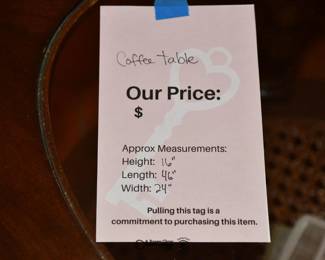 Coffee table
Our Price:
$
Approx Measurements:
Height: 16"
Length: 46"
Width: 24"
Pulling this tag is a
commitment to purchasing this item.